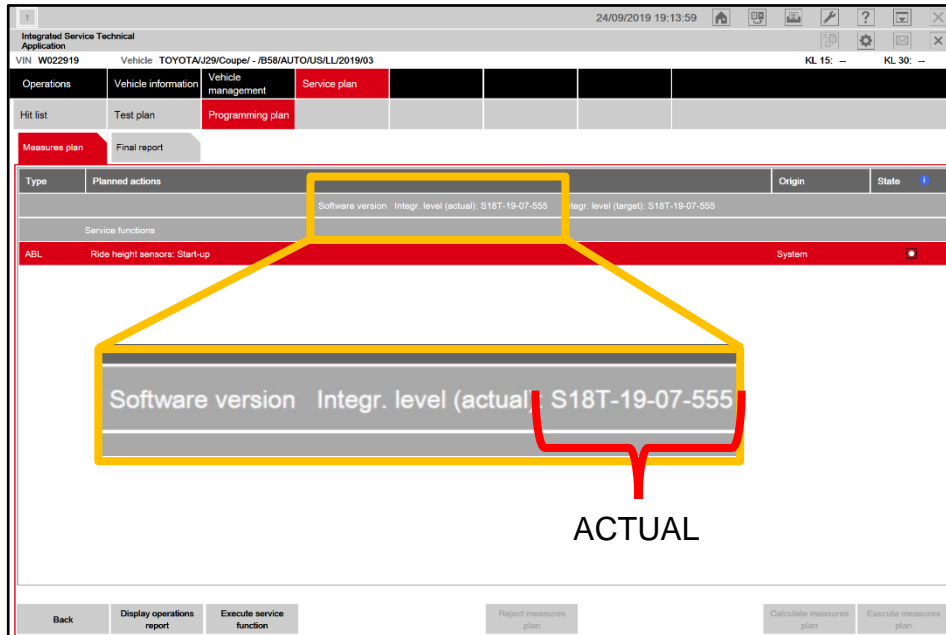 1
24/09/2019 19:13:59
?
Integrated Service Technical
Application
VIN W022919 Vehicle TOYOTA/J29/Coupe/ - /B58/AUTO/US/LL/2019/03 KL 15: -- KL 30: --
Operations Vehicle information Vehicle management Service plan
Hit list Test plan Programming plan
Measures plan Final report
Type Planned actions Origin State i
Software version Integr. level (actual): S18T-19-07-555 Integr. level (target): S18T-19-07-555
Service functions
ABL Ride height sensors: Start-up System
Software version Integr. level (actual): S18T-19-07-555
ACTUAL
Back Display operations report Execute service function Reject measures plan Calculate measures plan Execute measures plan